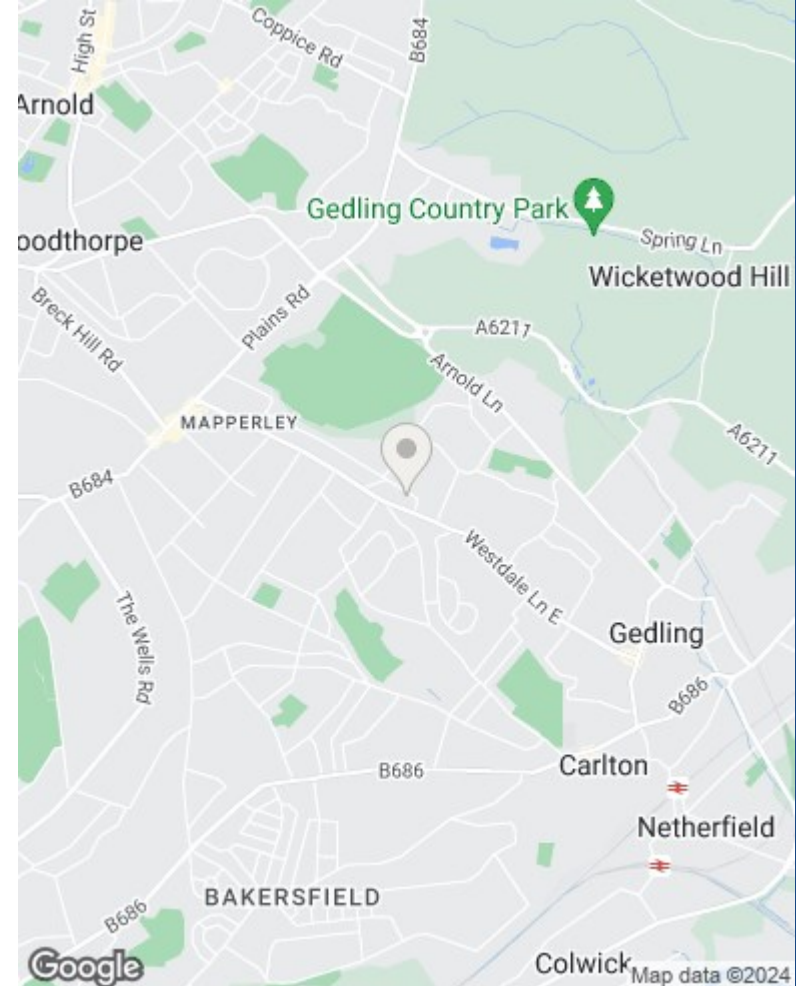 Coppice Rd
B684
High St
Arnold
Gedling Country Park
Spring Ln
oodthorpe
Wicketwood Hill
Breck Hill Rd
Plains Rd
A6211
Arnold Ln
MAPPERLEY
A6211
B684
Westdale Ln E
The Wells Rd
Gedling
B686
Carlton
B686
Netherfield
BAKERSFIELD
B686
Colwick
Google
Map data ©2024